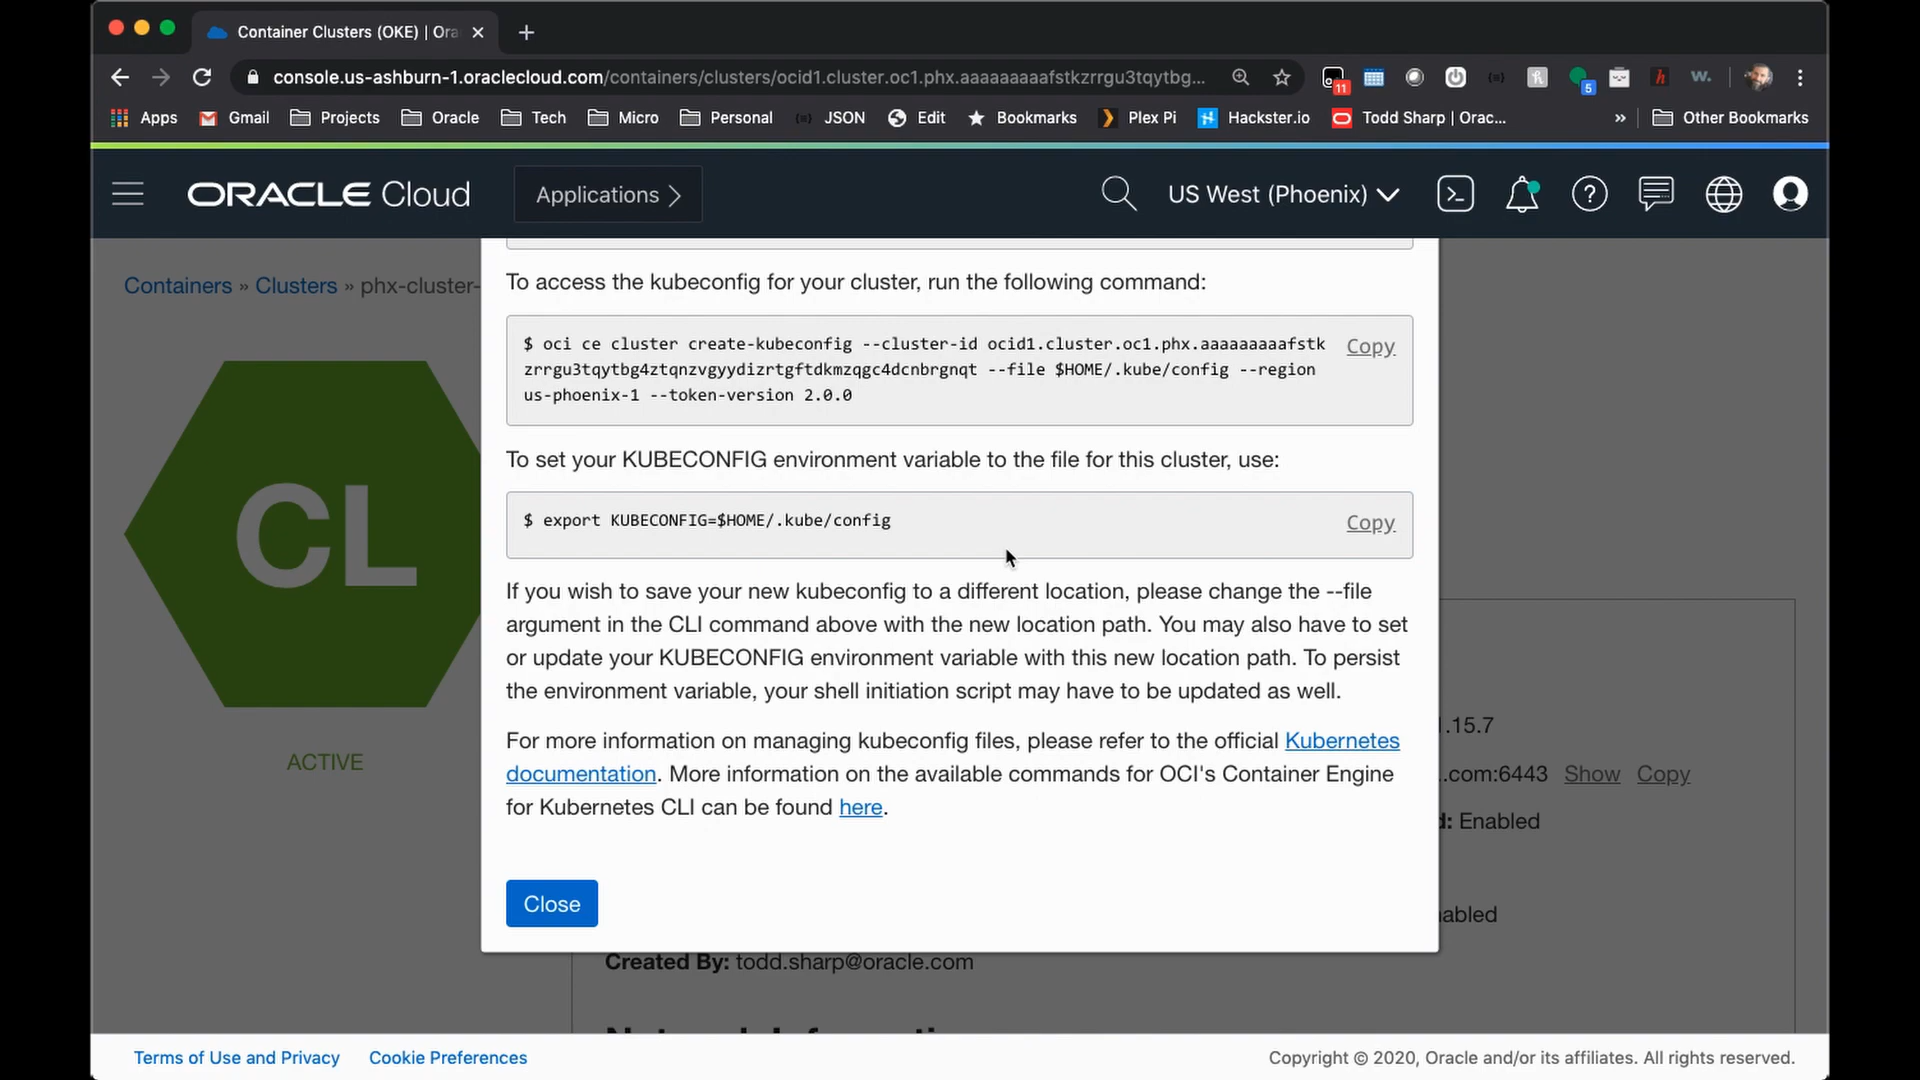 Container Clusters (OKE) | Ora
console.us-ashburn-1.oraclecloud.com/containers/clusters/ocid1.cluster.oc1.phx.aaaaaaaaafstkzrrgu3tqytbg...
11
5
w.
Apps
Gmail
Projects
Oracle
Tech
Micro
Personal
JSON
Edit
Bookmarks
Plex Pi
Hackster.io
Todd Sharp | Orac...
»
Other Bookmarks
ORACLE Cloud
Applications
US West (Phoenix)
Containers » Clusters » phx-cluster-
CL
ACTIVE
To access the kubeconfig for your cluster, run the following command:
$ oci ce cluster create-kubeconfig --cluster-id ocid1.cluster.oc1.phx.aaaaaaaaafstk
zrrgu3tqytbg4ztqnzvgyydizrtgftdkmzqgc4dcnbrgnqt --file $HOME/.kube/config --region
us-phoenix-1 --token-version 2.0.0
Copy
To set your KUBECONFIG environment variable to the file for this cluster, use:
$ export KUBECONFIG=$HOME/.kube/config
Copy
If you wish to save your new kubeconfig to a different location, please change the --file
argument in the CLI command above with the new location path. You may also have to set
or update your KUBECONFIG environment variable with this new location path. To persist
the environment variable, your shell initiation script may have to be updated as well.
For more information on managing kubeconfig files, please refer to the official Kubernetes
documentation. More information on the available commands for OCI's Container Engine
for Kubernetes CLI can be found here.
Close
1.15.7
...com:6443 Show Copy
d: Enabled
nabled
Created By: todd.sharp@oracle.com
Terms of Use and Privacy
Cookie Preferences
Copyright © 2020, Oracle and/or its affiliates. All rights reserved.